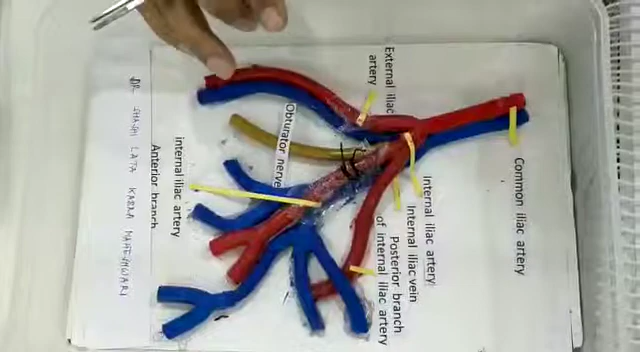 Common iliac artery
Internal iliac artery
Internal iliac vein
Posterior branch
of internal iliac artery
External iliac
artery
Obturator nerve
internal iliac artery
Anterior branch
DR SHASHI LATA KABRA MAHESHWARI